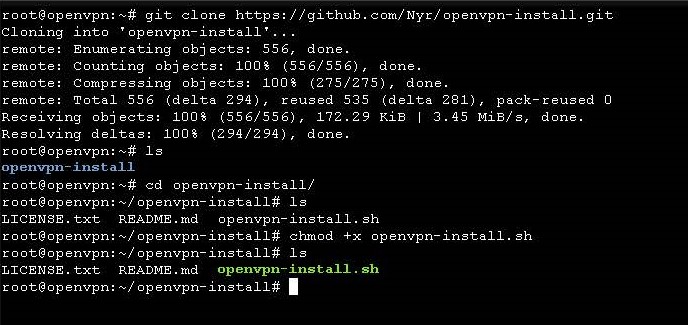 root@openvpn:~# git clone https://github.com/Nyr/openvpn-install.git
Cloning into 'openvpn-install'...
remote: Enumerating objects: 556, done.
remote: Counting objects: 100% (556/556), done.
remote: Compressing objects: 100% (275/275), done.
remote: Total 556 (delta 294), reused 535 (delta 281), pack-reused 0
Receiving objects: 100% (556/556), 172.29 KiB | 3.45 MiB/s, done.
Resolving deltas: 100% (294/294), done.
root@openvpn:~# ls
openvpn-install
root@openvpn:~# cd openvpn-install/
root@openvpn:~/openvpn-install# ls
LICENSE.txt  README.md  openvpn-install.sh
root@openvpn:~/openvpn-install# chmod +x openvpn-install.sh
root@openvpn:~/openvpn-install# ls
LICENSE.txt  README.md  openvpn-install.sh
root@openvpn:~/openvpn-install#